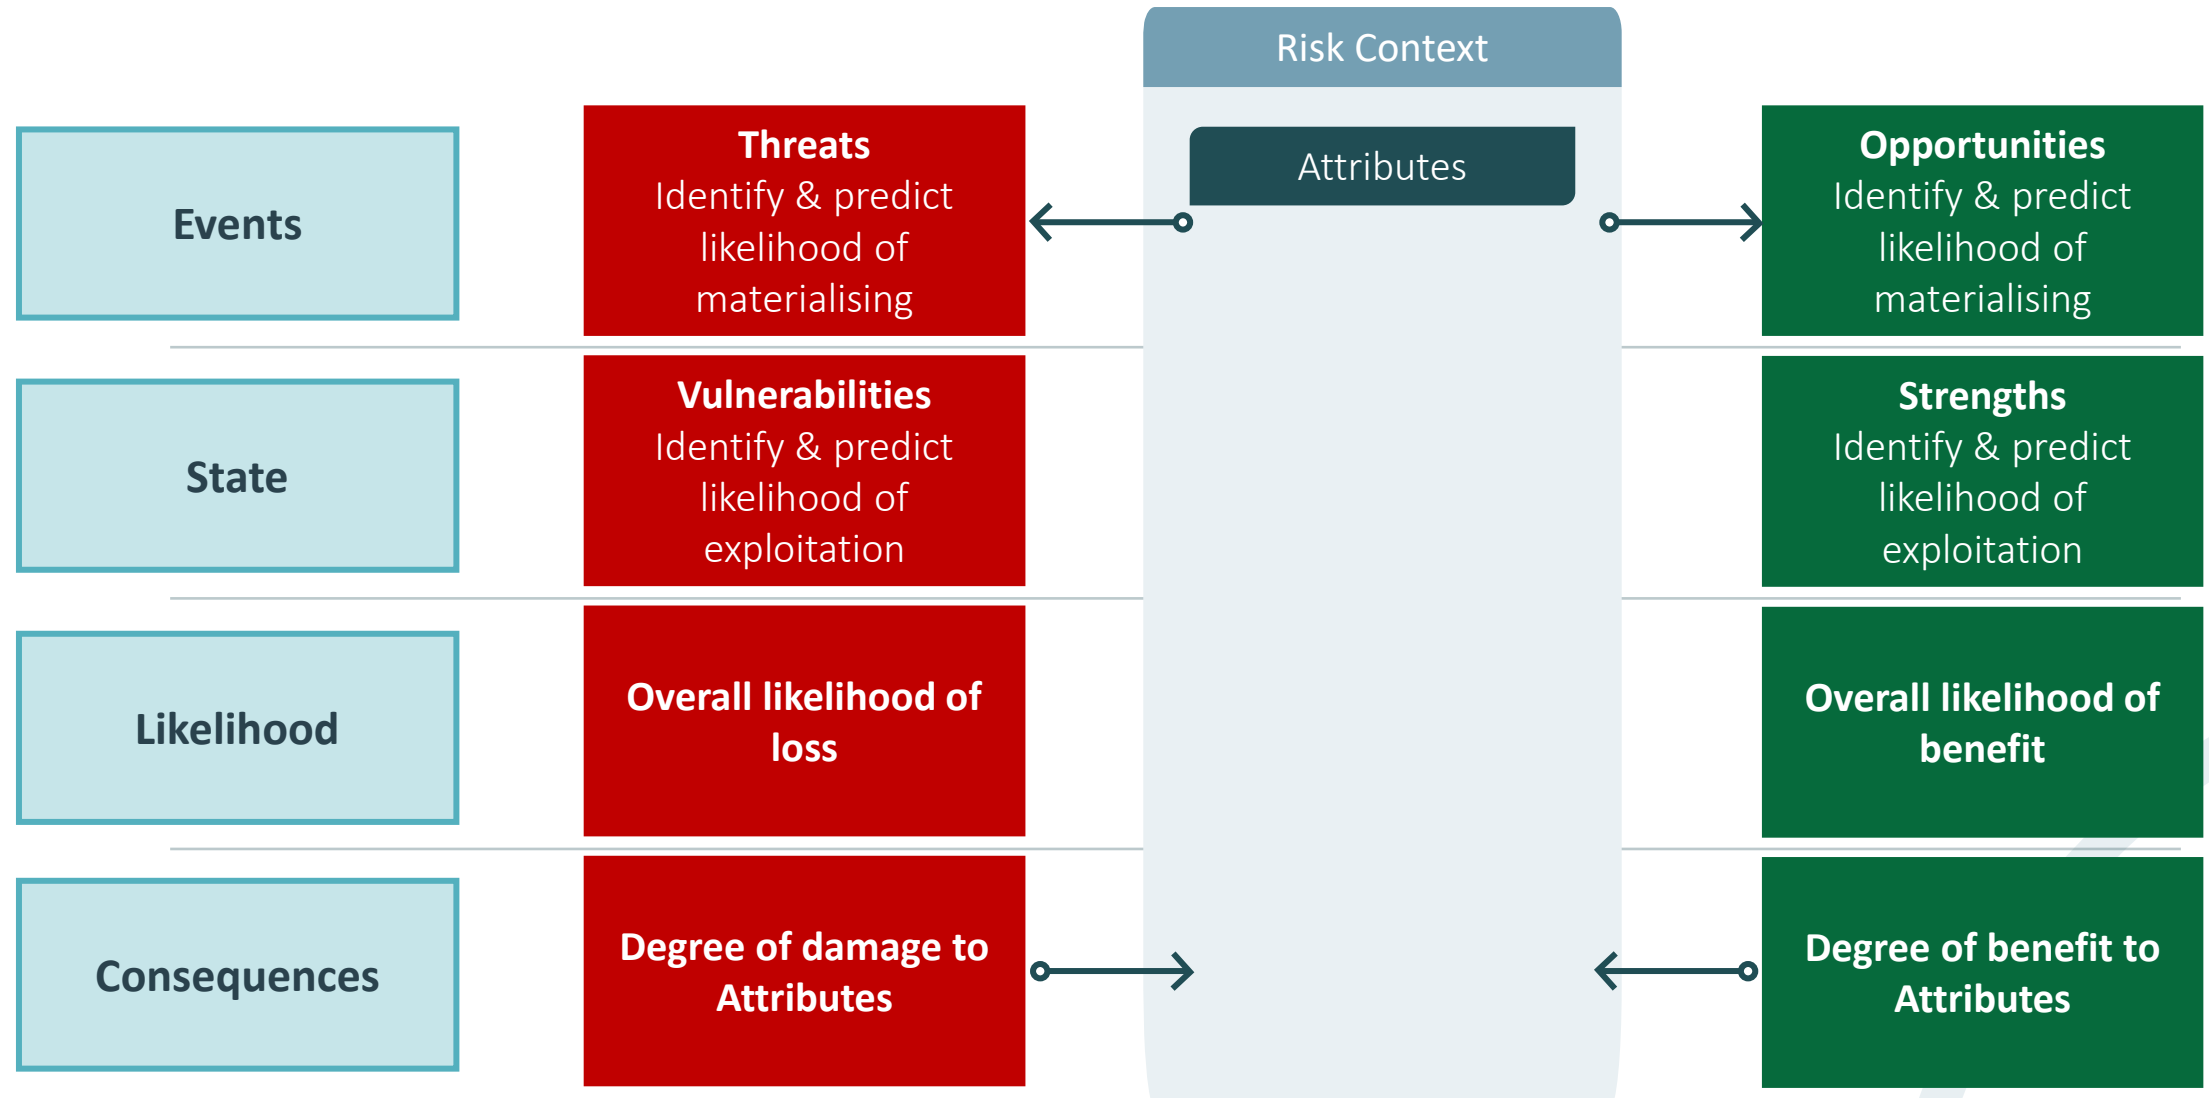 Risk Context
Attributes
Events
Threats
Identify & predict
likelihood of
materialising
Opportunities
Identify & predict
likelihood of
materialising
State
Vulnerabilities
Identify & predict
likelihood of
exploitation
Strengths
Identify & predict
likelihood of
exploitation
Likelihood
Overall likelihood of
loss
Overall likelihood of
benefit
Consequences
Degree of damage to
Attributes
Degree of benefit to
Attributes